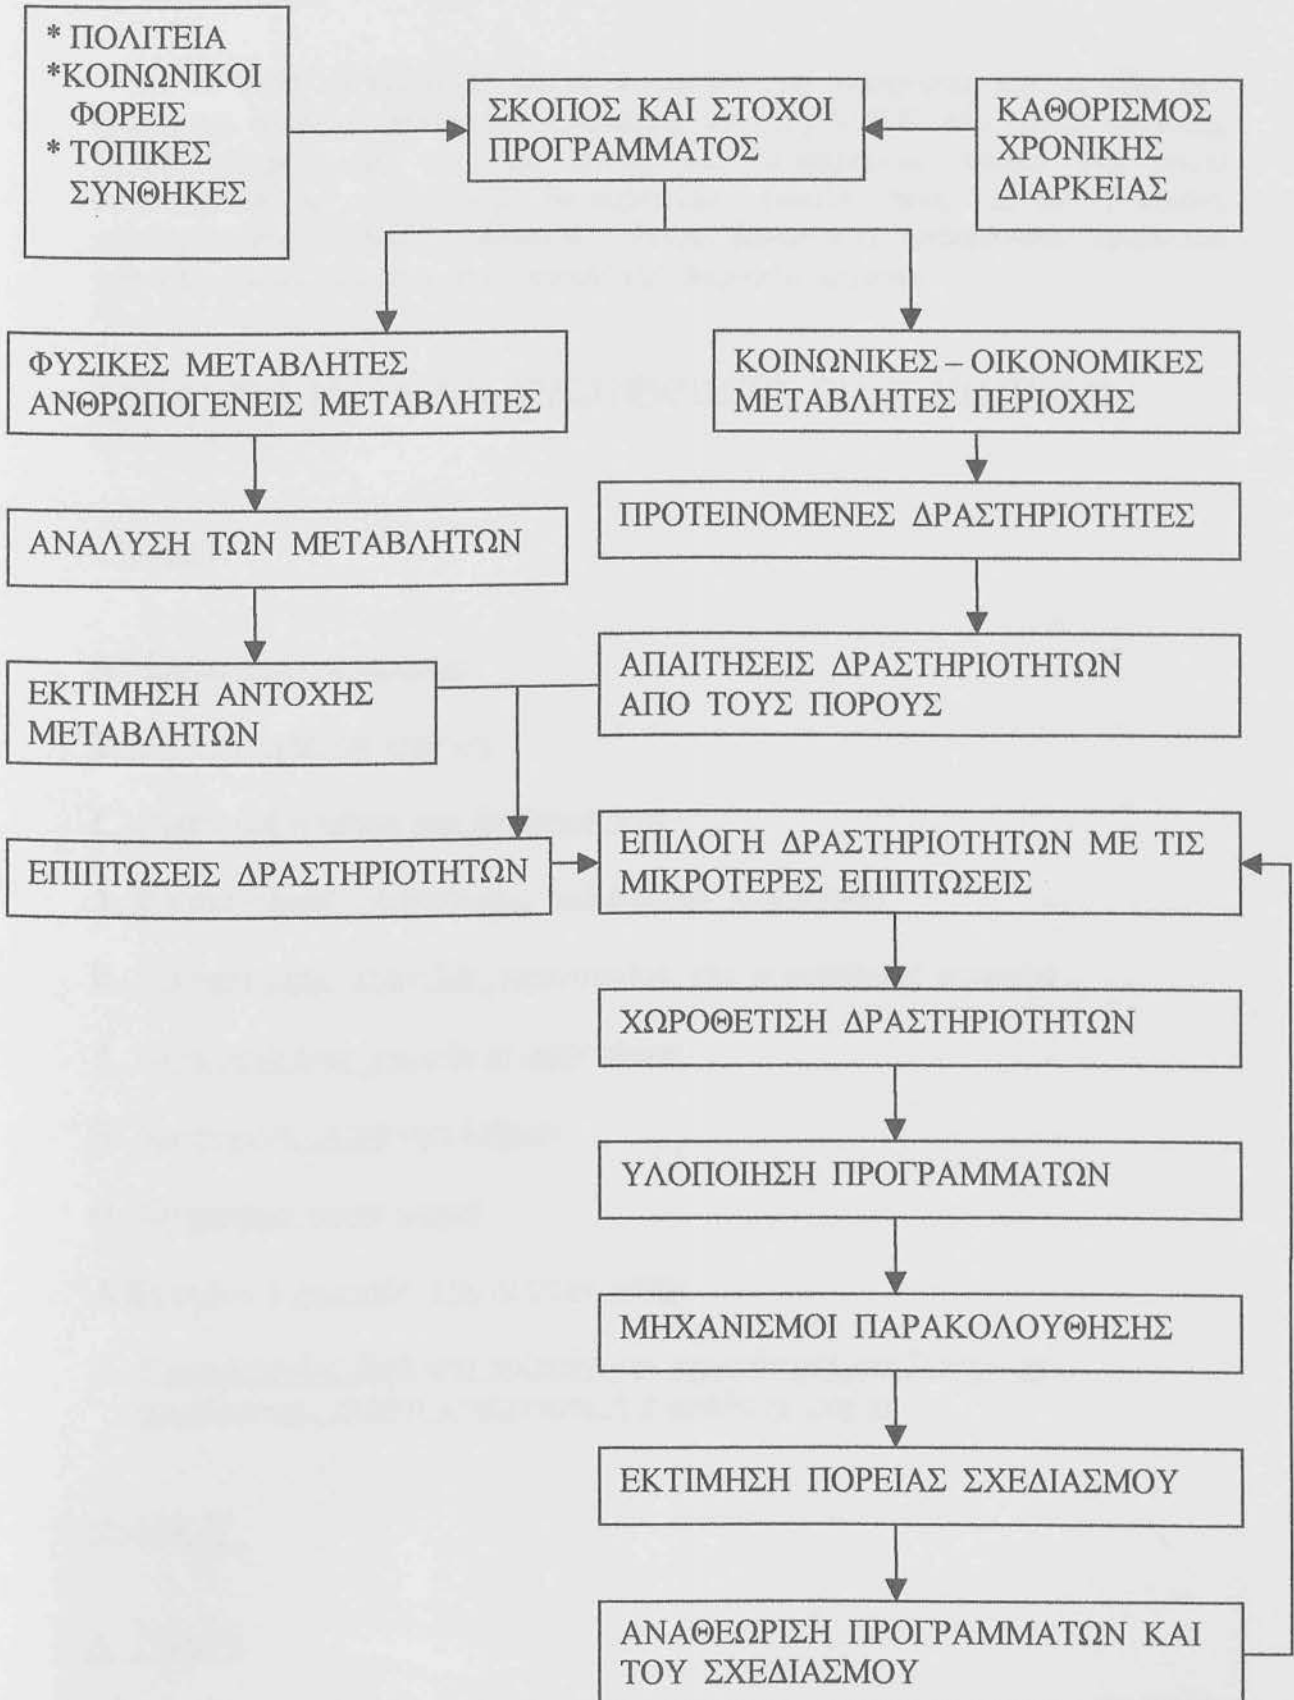 * ΠΟΛΙΤΕΙΑ
*ΚΟΙΝΩΝΙΚΟΙ
ΦΟΡΕΙΣ
* ΤΟΠΙΚΕΣ
ΣΥΝΘΗΚΕΣ
ΣΚΟΠΟΣ ΚΑΙ ΣΤΟΧΟΙ
ΠΡΟΓΡΑΜΜΑΤΟΣ
ΚΑΘΟΡΙΣΜΟΣ
ΧΡΟΝΙΚΗΣ
ΔΙΑΡΚΕΙΑΣ
ΦΥΣΙΚΕΣ ΜΕΤΑΒΛΗΤΕΣ
ΑΝΘΡΩΠΟΓΕΝΕΙΣ ΜΕΤΑΒΛΗΤΕΣ
ΚΟΙΝΩΝΙΚΕΣ – ΟΙΚΟΝΟΜΙΚΕΣ
ΜΕΤΑΒΛΗΤΕΣ ΠΕΡΙΟΧΗΣ
ΑΝΑΛΥΣΗ ΤΩΝ ΜΕΤΑΒΛΗΤΩΝ
ΠΡΟΤΕΙΝΟΜΕΝΕΣ ΔΡΑΣΤΗΡΙΟΤΗΤΕΣ
ΕΚΤΙΜΗΣΗ ΑΝΤΟΧΗΣ
ΜΕΤΑΒΛΗΤΩΝ
ΑΠΑΙΤΗΣΕΙΣ ΔΡΑΣΤΗΡΙΟΤΗΤΩΝ
ΑΠΟ ΤΟΥΣ ΠΟΡΟΥΣ
ΕΠΙΠΤΩΣΕΙΣ ΔΡΑΣΤΗΡΙΟΤΗΤΩΝ
ΕΠΙΛΟΓΗ ΔΡΑΣΤΗΡΙΟΤΗΤΩΝ ΜΕ ΤΙΣ
ΜΙΚΡΟΤΕΡΕΣ ΕΠΙΠΤΩΣΕΙΣ
ΧΩΡΟΘΕΤΙΣΗ ΔΡΑΣΤΗΡΙΟΤΗΤΩΝ
ΥΛΟΠΟΙΗΣΗ ΠΡΟΓΡΑΜΜΑΤΩΝ
ΜΗΧΑΝΙΣΜΟΙ ΠΑΡΑΚΟΛΟΥΘΗΣΗΣ
ΕΚΤΙΜΗΣΗ ΠΟΡΕΙΑΣ ΣΧΕΔΙΑΣΜΟΥ
ΑΝΑΘΕΩΡΙΣΗ ΠΡΟΓΡΑΜΜΑΤΩΝ ΚΑΙ
ΤΟΥ ΣΧΕΔΙΑΣΜΟΥ